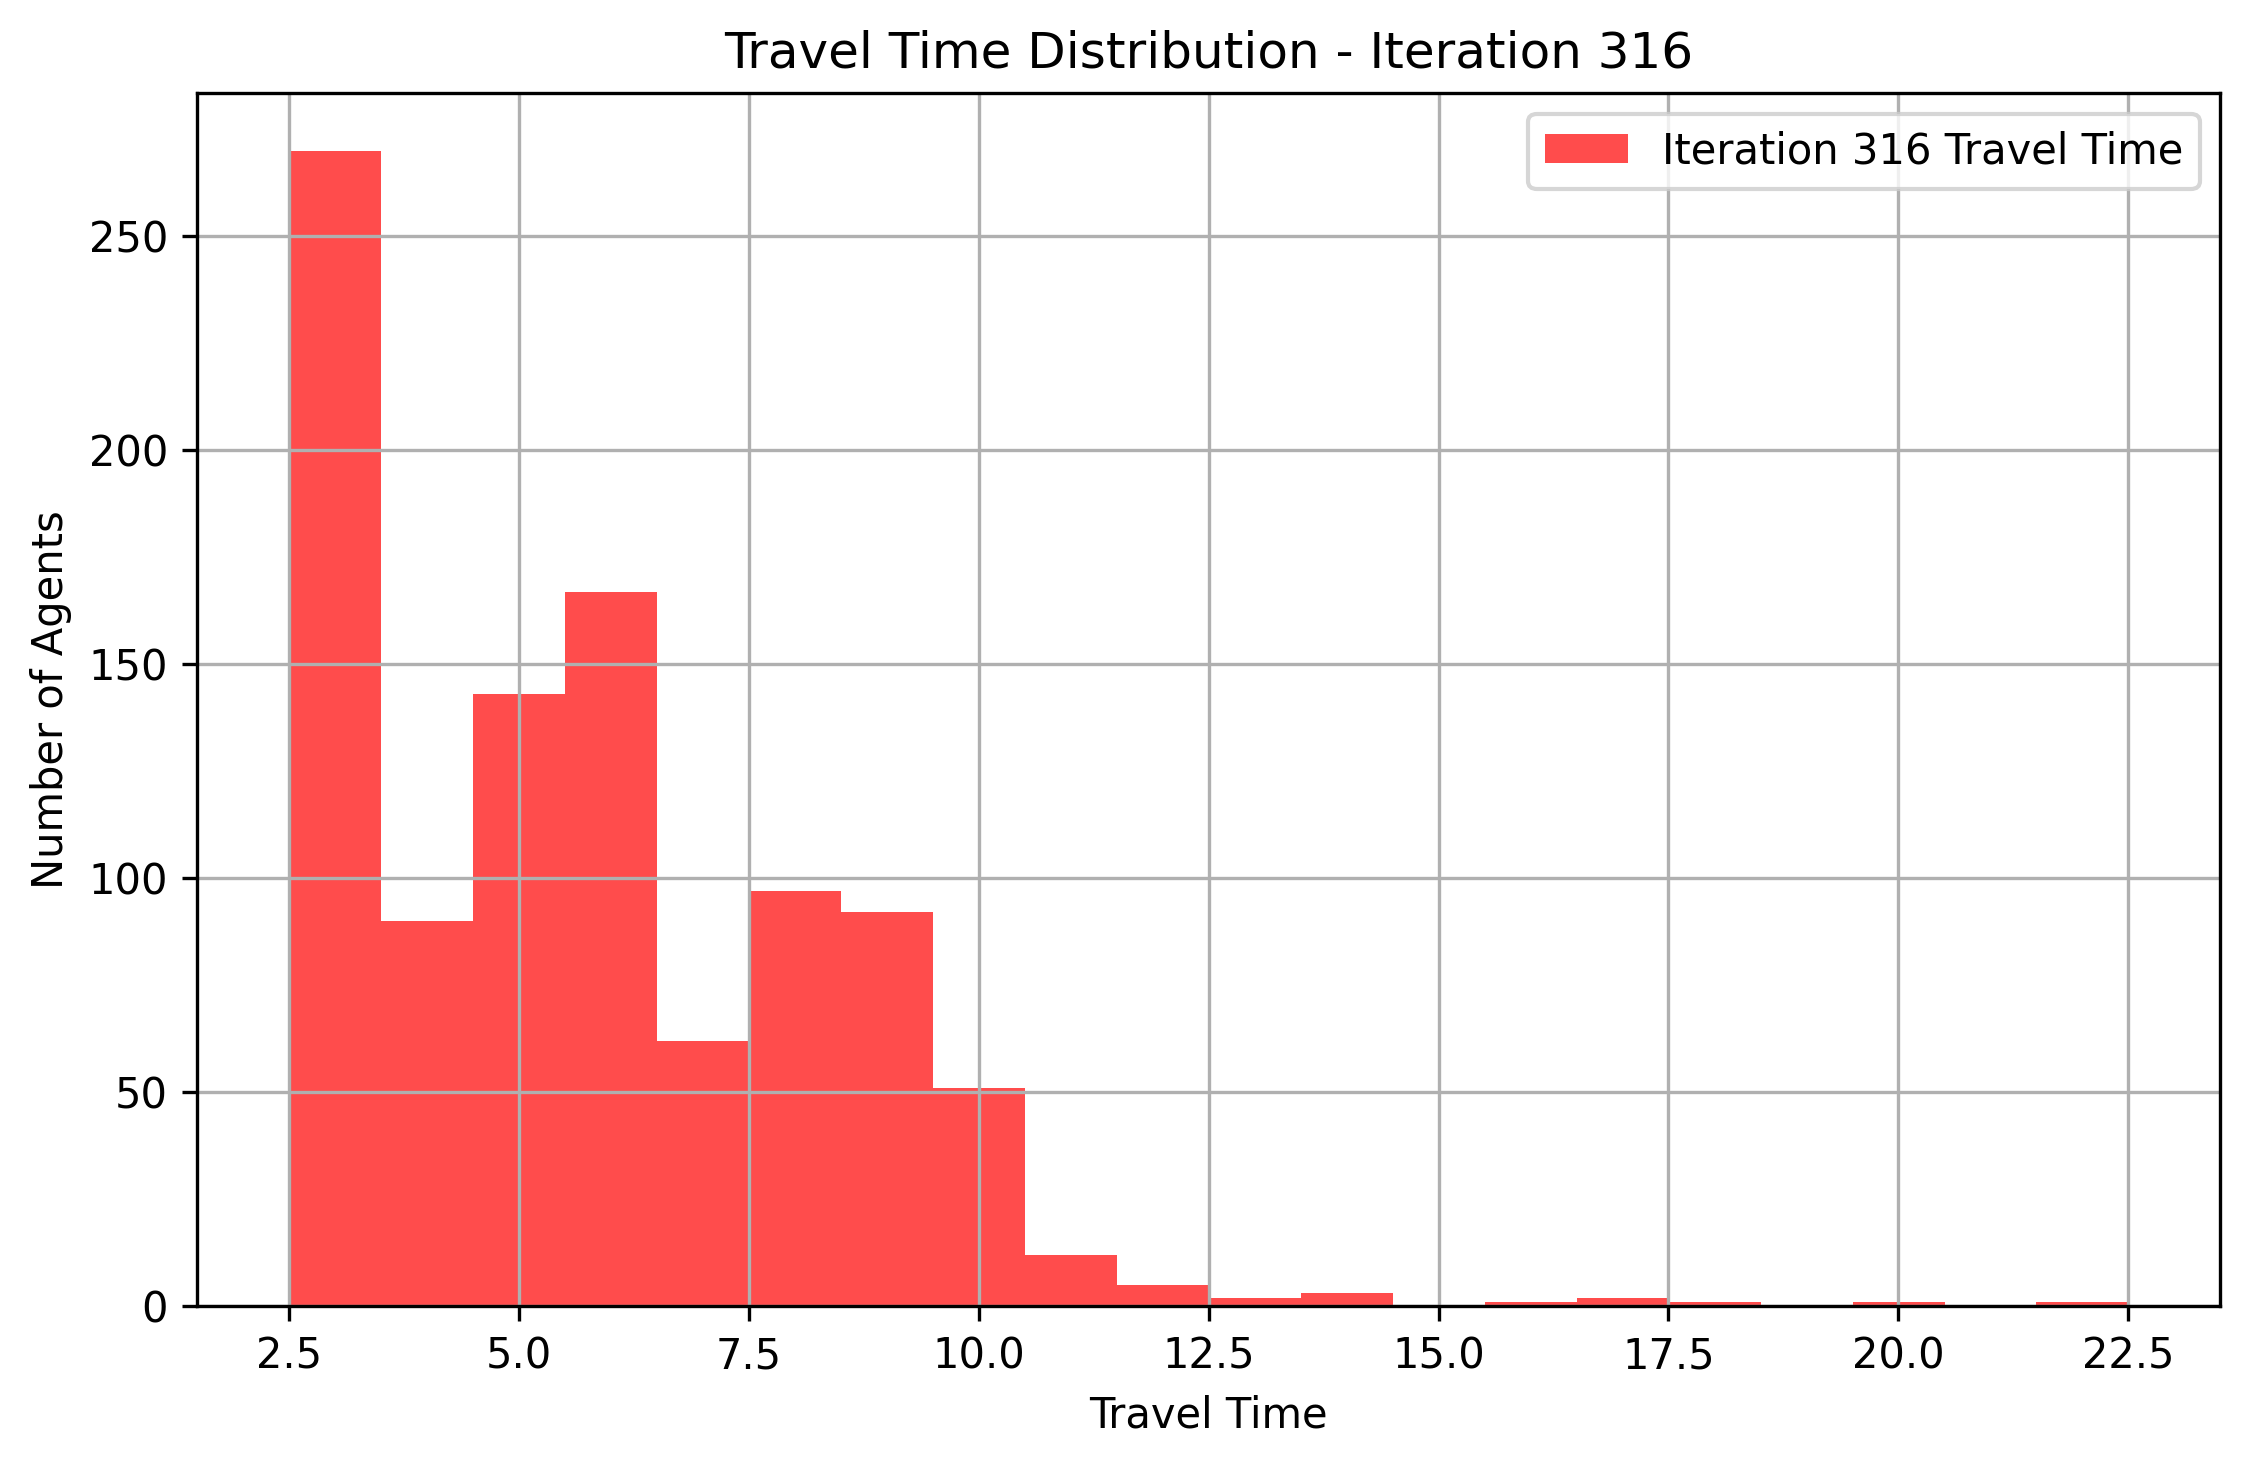 Travel Time Distribution - Iteration 316
Iteration 316 Travel Time
Number of Agents
250
200
150
100
50
0
2.5 5.0 7.5 10.0 12.5 15.0 17.5 20.0 22.5
Travel Time